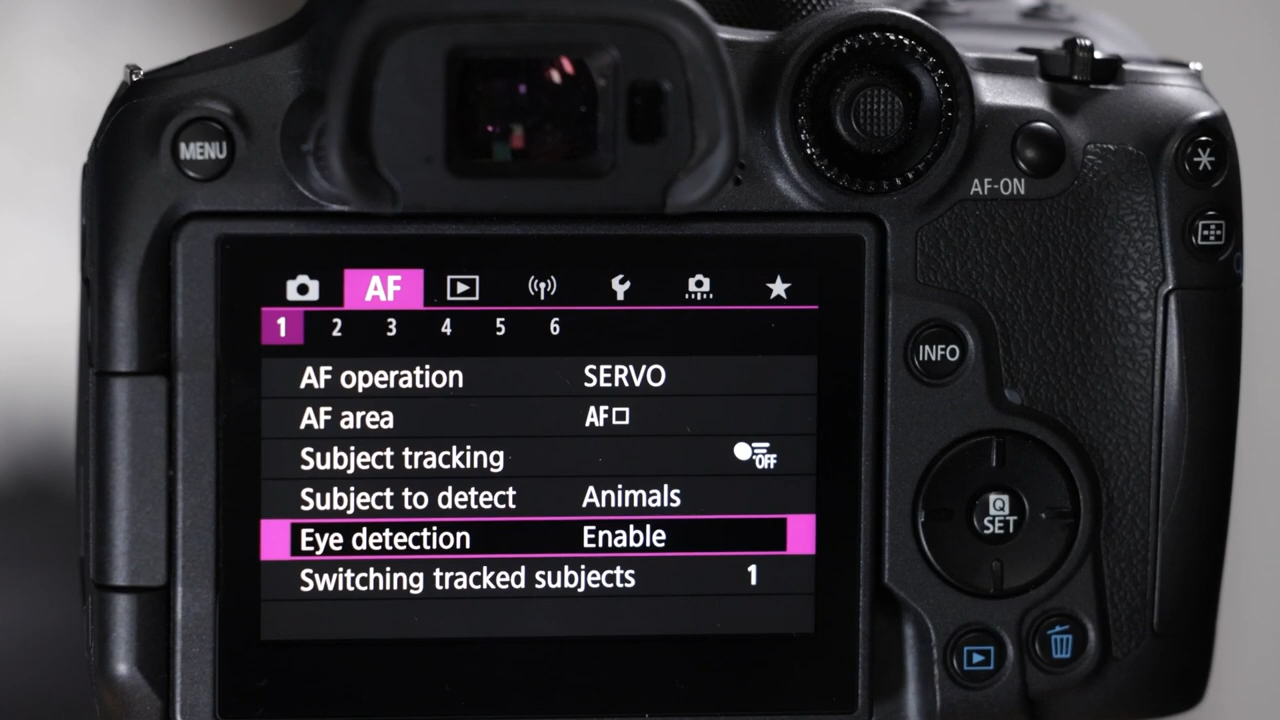 MENU
AF-ON
AF
1 2 3 4 5 6
AF operation SERVO
AF area AF
Subject tracking OFF
Subject to detect Animals
Eye detection Enable
Switching tracked subjects 1
INFO
Q
SET